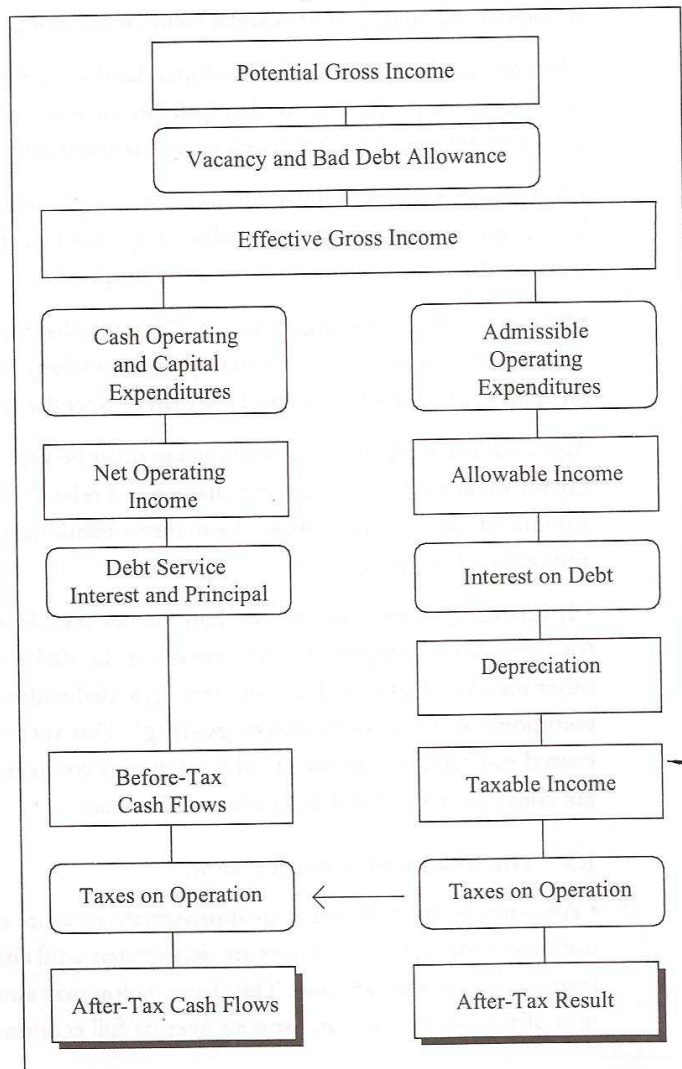 Potential Gross Income
Vacancy and Bad Debt Allowance
Effective Gross Income
Cash Operating
and Capital
Expenditures
Admissible
Operating
Expenditures
Net Operating
Income
Allowable Income
Debt Service
Interest and Principal
Interest on Debt
Depreciation
Before-Tax
Cash Flows
Taxable Income
Taxes on Operation
Taxes on Operation
After-Tax Cash Flows
After-Tax Result